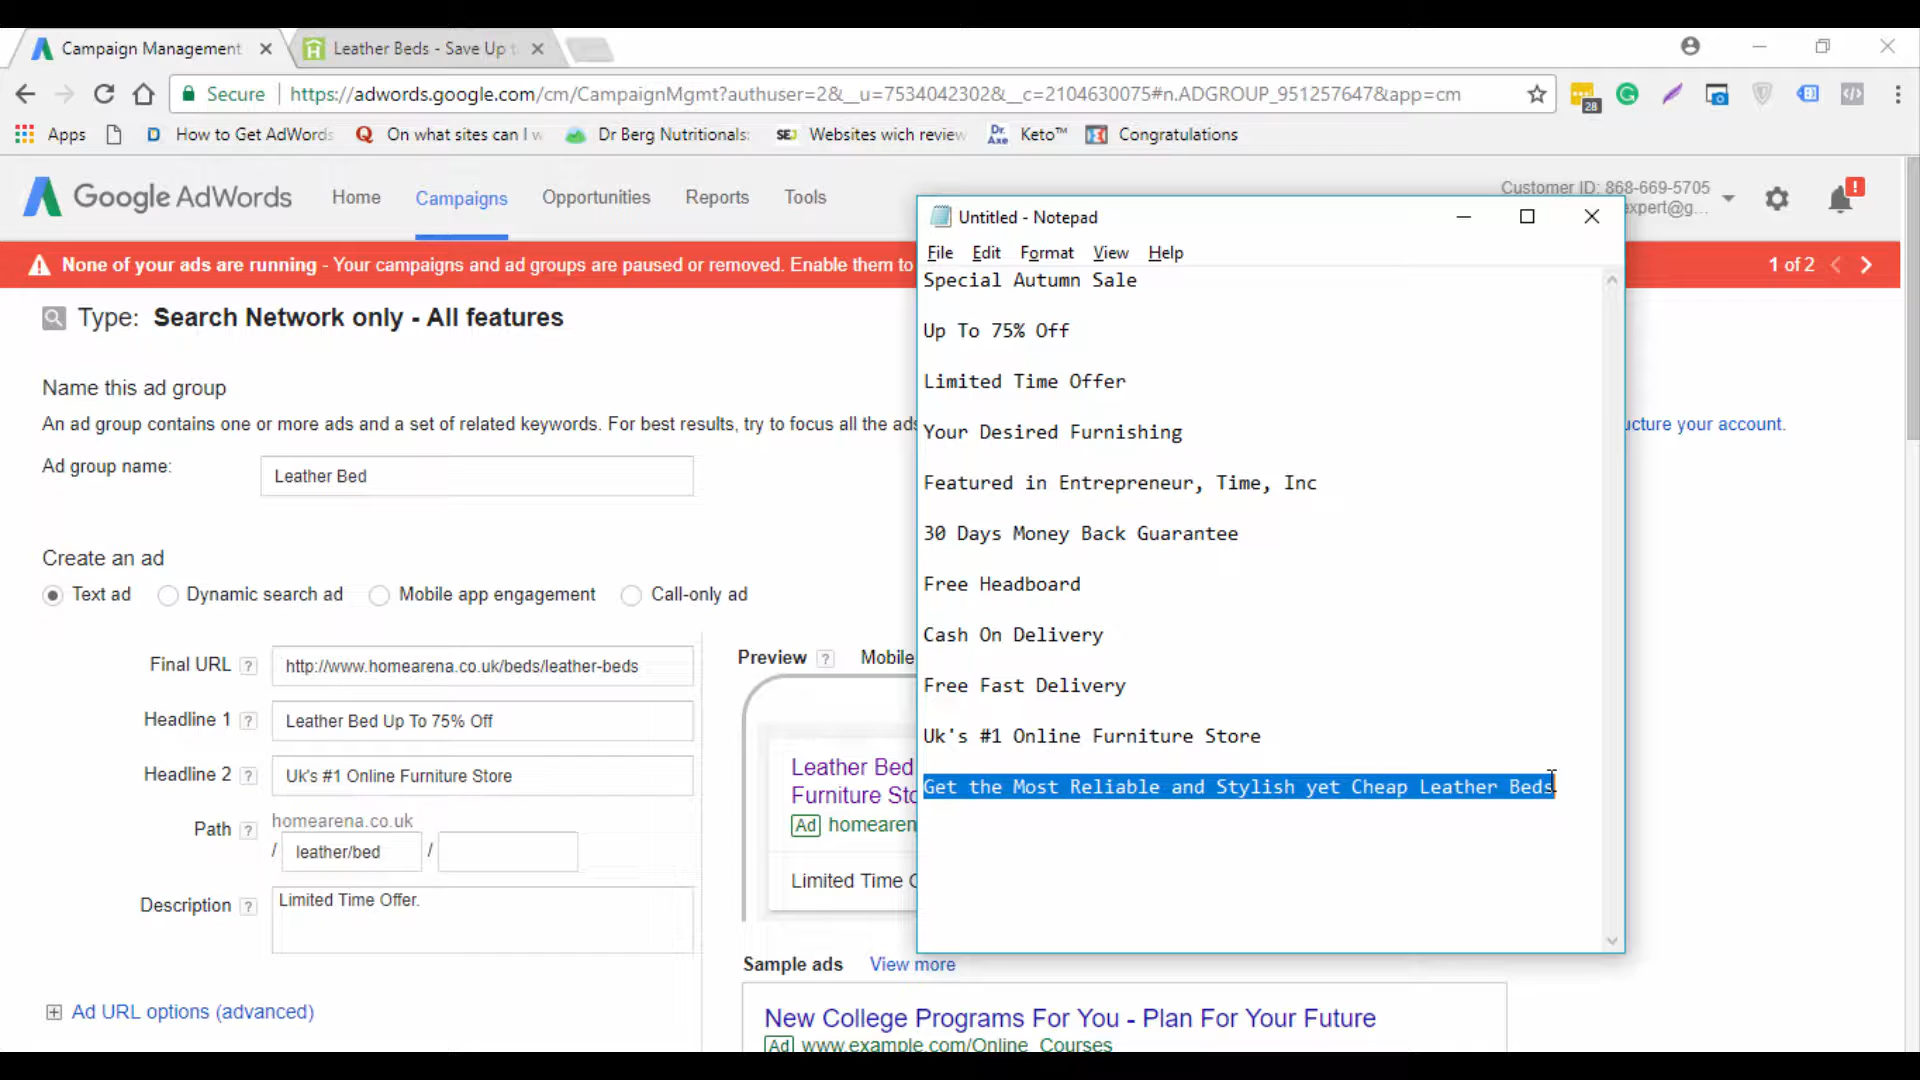 Campaign Management
Leather Beds - Save Up t
Secure
https://adwords.google.com/cm/CampaignMgmt?authuser=2&__u=7534042302&__c=2104630075#n.ADGROUP_951257647&app=cm
28
Apps
How to Get AdWords
On what sites can I w
Dr Berg Nutritionals:
SEJ
Websites wich review
Dr. Axe
Keto™
Congratulations
Google AdWords
Home
Campaigns
Opportunities
Reports
Tools
Customer ID: 868-669-5705
expert@g...
None of your ads are running - Your campaigns and ad groups are paused or removed. Enable them to
1 of 2
Type: Search Network only - All features
Name this ad group
An ad group contains one or more ads and a set of related keywords. For best results, try to focus all the ads
ucture your account.
Ad group name:
Leather Bed
Create an ad
Text ad
Dynamic search ad
Mobile app engagement
Call-only ad
Final URL ?
http://www.homearena.co.uk/beds/leather-beds
Headline 1 ?
Leather Bed Up To 75% Off
Headline 2 ?
Uk's #1 Online Furniture Store
Path ?
homearena.co.uk
/ leather/bed /
Description ?
Limited Time Offer.
Ad URL options (advanced)
Preview ?
Mobile
Leather Bed
Furniture Sto
Ad homearen
Limited Time O
Sample ads
View more
New College Programs For You - Plan For Your Future
Ad www.example.com/Online_Courses
Untitled - Notepad
File Edit Format View Help
Special Autumn Sale
Up To 75% Off
Limited Time Offer
Your Desired Furnishing
Featured in Entrepreneur, Time, Inc
30 Days Money Back Guarantee
Free Headboard
Cash On Delivery
Free Fast Delivery
Uk's #1 Online Furniture Store
Get the Most Reliable and Stylish yet Cheap Leather Beds